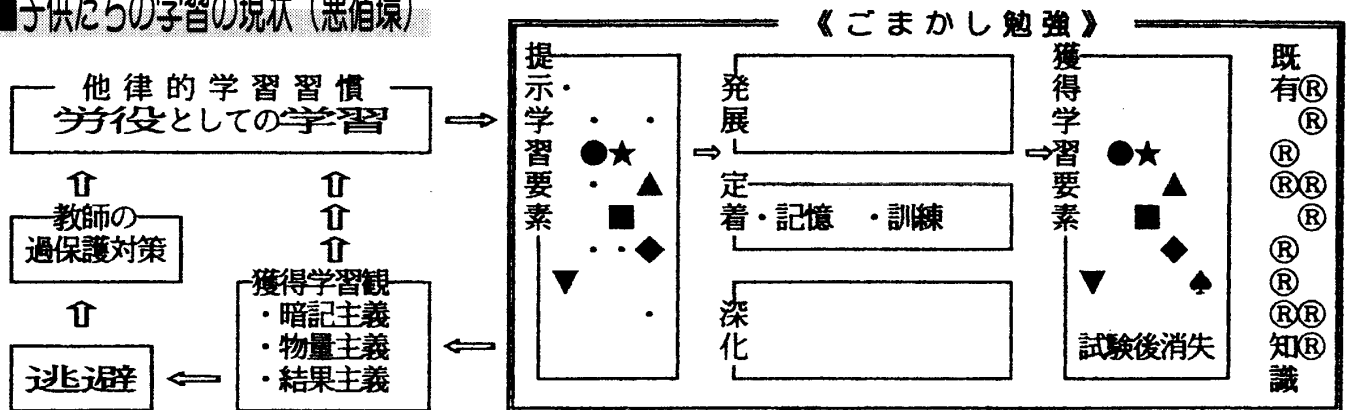 ■子供たちの学習の現状（悪循環）
《ごまかし勉強》
他律的学習習慣
労役としての学習
教師の
過保護対策
逃避
獲得学習観
・暗記主義
・物量主義
・結果主義
提示学習要素
発展
定着
・記憶 ・訓練
深化
獲得学習要素
試験後消失
既有知識
Ⓡ
Ⓡ
Ⓡ
ⓇⓇ
Ⓡ
Ⓡ
Ⓡ
ⓇⓇ
Ⓡ